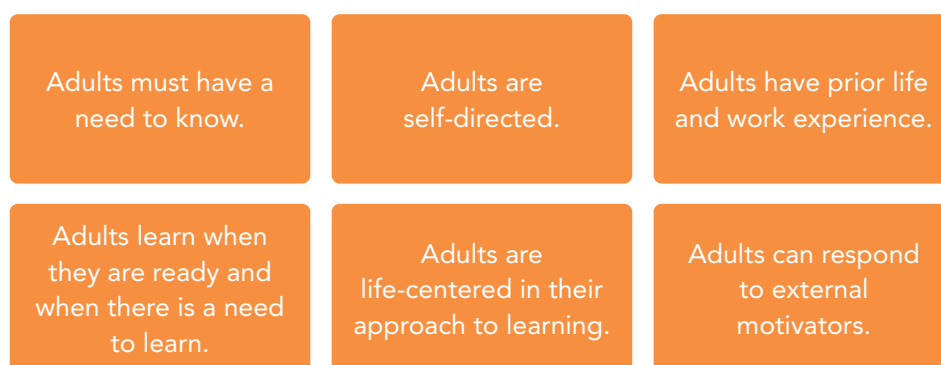 Adults must have a
need to know.
Adults are
self-directed.
Adults have prior life
and work experience.
Adults learn when
they are ready and
when there is a need
to learn.
Adults are
life-centered in their
approach to learning.
Adults can respond
to external
motivators.